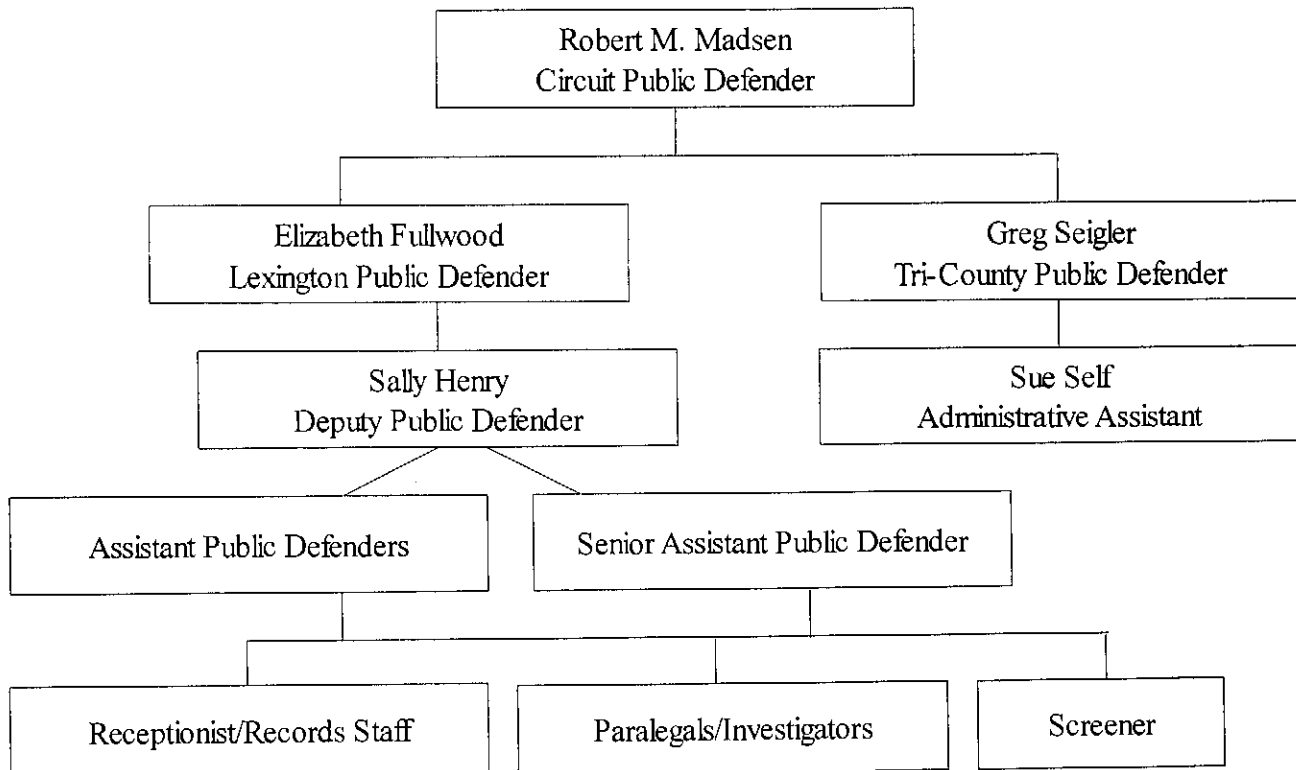 Robert M. Madsen
Circuit Public Defender
Elizabeth Fullwood
Lexington Public Defender
Greg Seigler
Tri-County Public Defender
Sally Henry
Deputy Public Defender
Sue Self
Administrative Assistant
Assistant Public Defenders
Senior Assistant Public Defender
Receptionist/Records Staff
Paralegals/Investigators
Screener